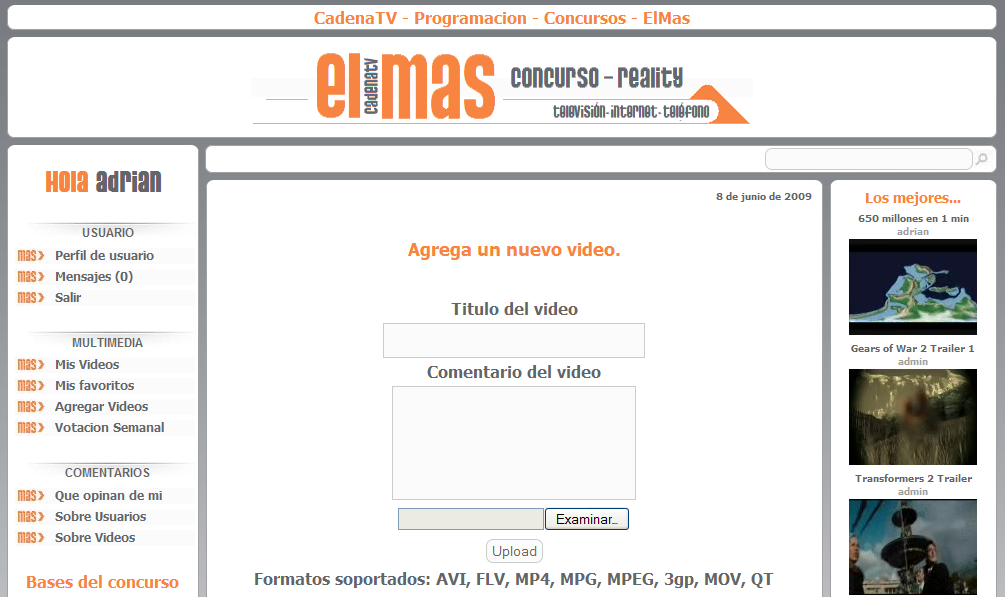 CadenaTV - Programacion - Concursos - ElMas
el cadenatv mas concurso - reality
televisión - internet - teléfono
Hola adrian
USUARIO
mas> Perfil de usuario
mas> Mensajes (0)
mas> Salir
MULTIMEDIA
mas> Mis Videos
mas> Mis favoritos
mas> Agregar Videos
mas> Votacion Semanal
COMENTARIOS
mas> Que opinan de mi
mas> Sobre Usuarios
mas> Sobre Videos
Bases del concurso
8 de junio de 2009
Agrega un nuevo video.
Titulo del video
Comentario del video
Examinar...
Upload
Formatos soportados: AVI, FLV, MP4, MPG, MPEG, 3gp, MOV, QT
Los mejores...
650 millones en 1 min
adrian
Gears of War 2 Trailer 1
admin
Transformers 2 Trailer
admin